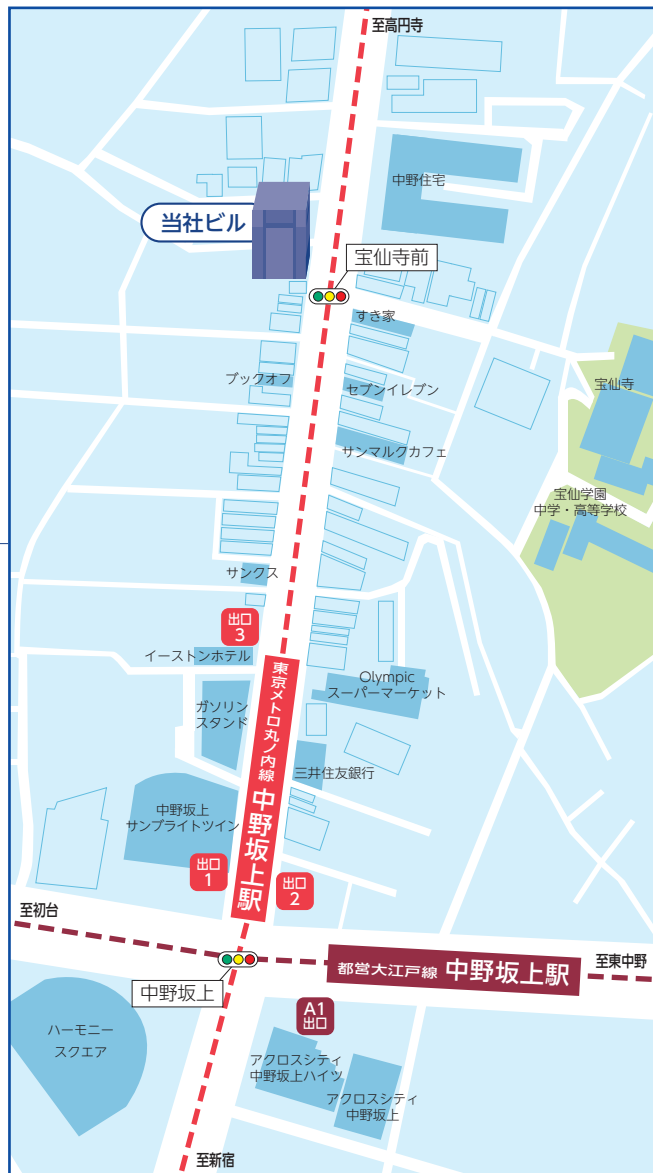 至高円寺
中野住宅
当社ビル
宝仙寺前
すき家
ブックオフ
セブンイレブン
宝仙寺
サンマルクカフェ
宝仙学園
中学・高等学校
サンクス
出口
3
イーストンホテル
東京メトロ丸ノ内線 中野坂上駅
Olympic
スーパーマーケット
ガソリン
スタンド
三井住友銀行
中野坂上
サンブライトツイン
出口
1
出口
2
至初台
都営大江戸線 中野坂上駅
至東中野
中野坂上
A1
出口
ハーモニー
スクエア
アクロスシティ
中野坂上ハイツ
アクロスシティ
中野坂上
至新宿